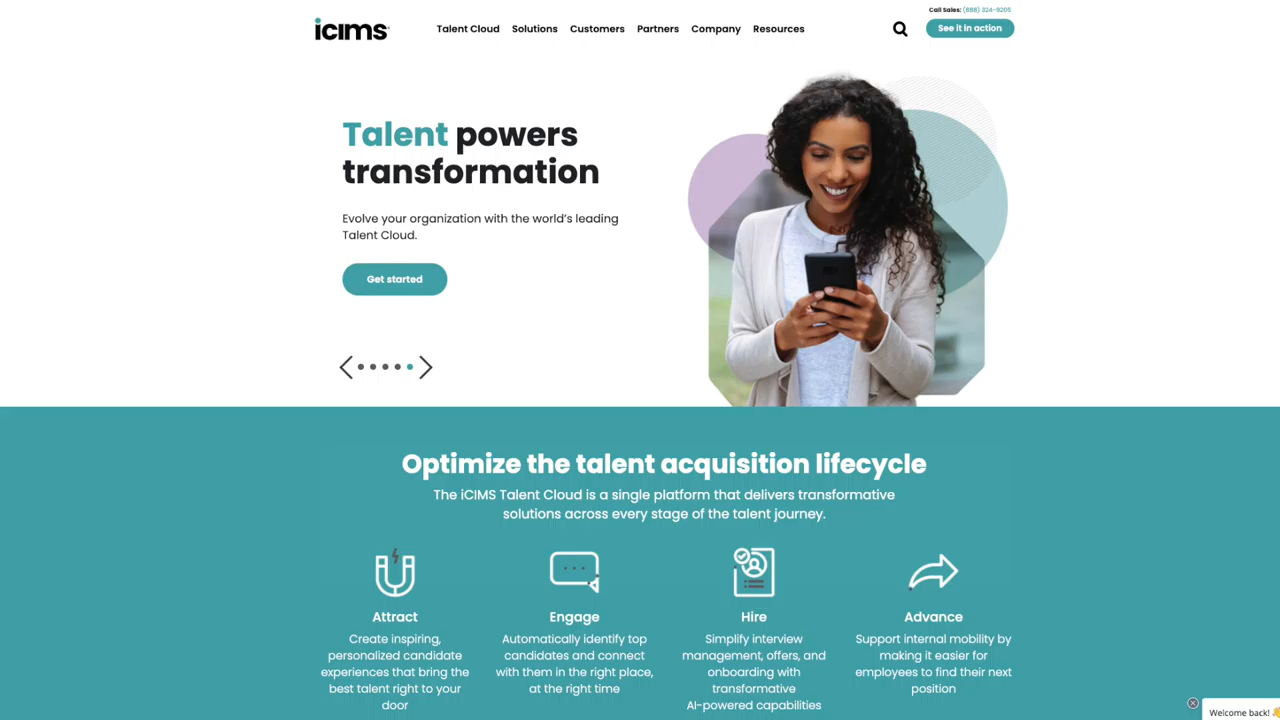 Call Sales: (888) 324-9205
icims
Talent Cloud Solutions Customers Partners Company Resources
See it in action
Talent powers
transformation
Evolve your organization with the world's leading
Talent Cloud.
Get started
Optimize the talent acquisition lifecycle
The iCIMS Talent Cloud is a single platform that delivers transformative
solutions across every stage of the talent journey.
Attract
Create inspiring,
personalized candidate
experiences that bring the
best talent right to your
door
Engage
Automatically identify top
candidates and connect
with them in the right place,
at the right time
Hire
Simplify interview
management, offers, and
onboarding with
transformative
AI-powered capabilities
Advance
Support internal mobility by
making it easier for
employees to find their next
position
Welcome back!